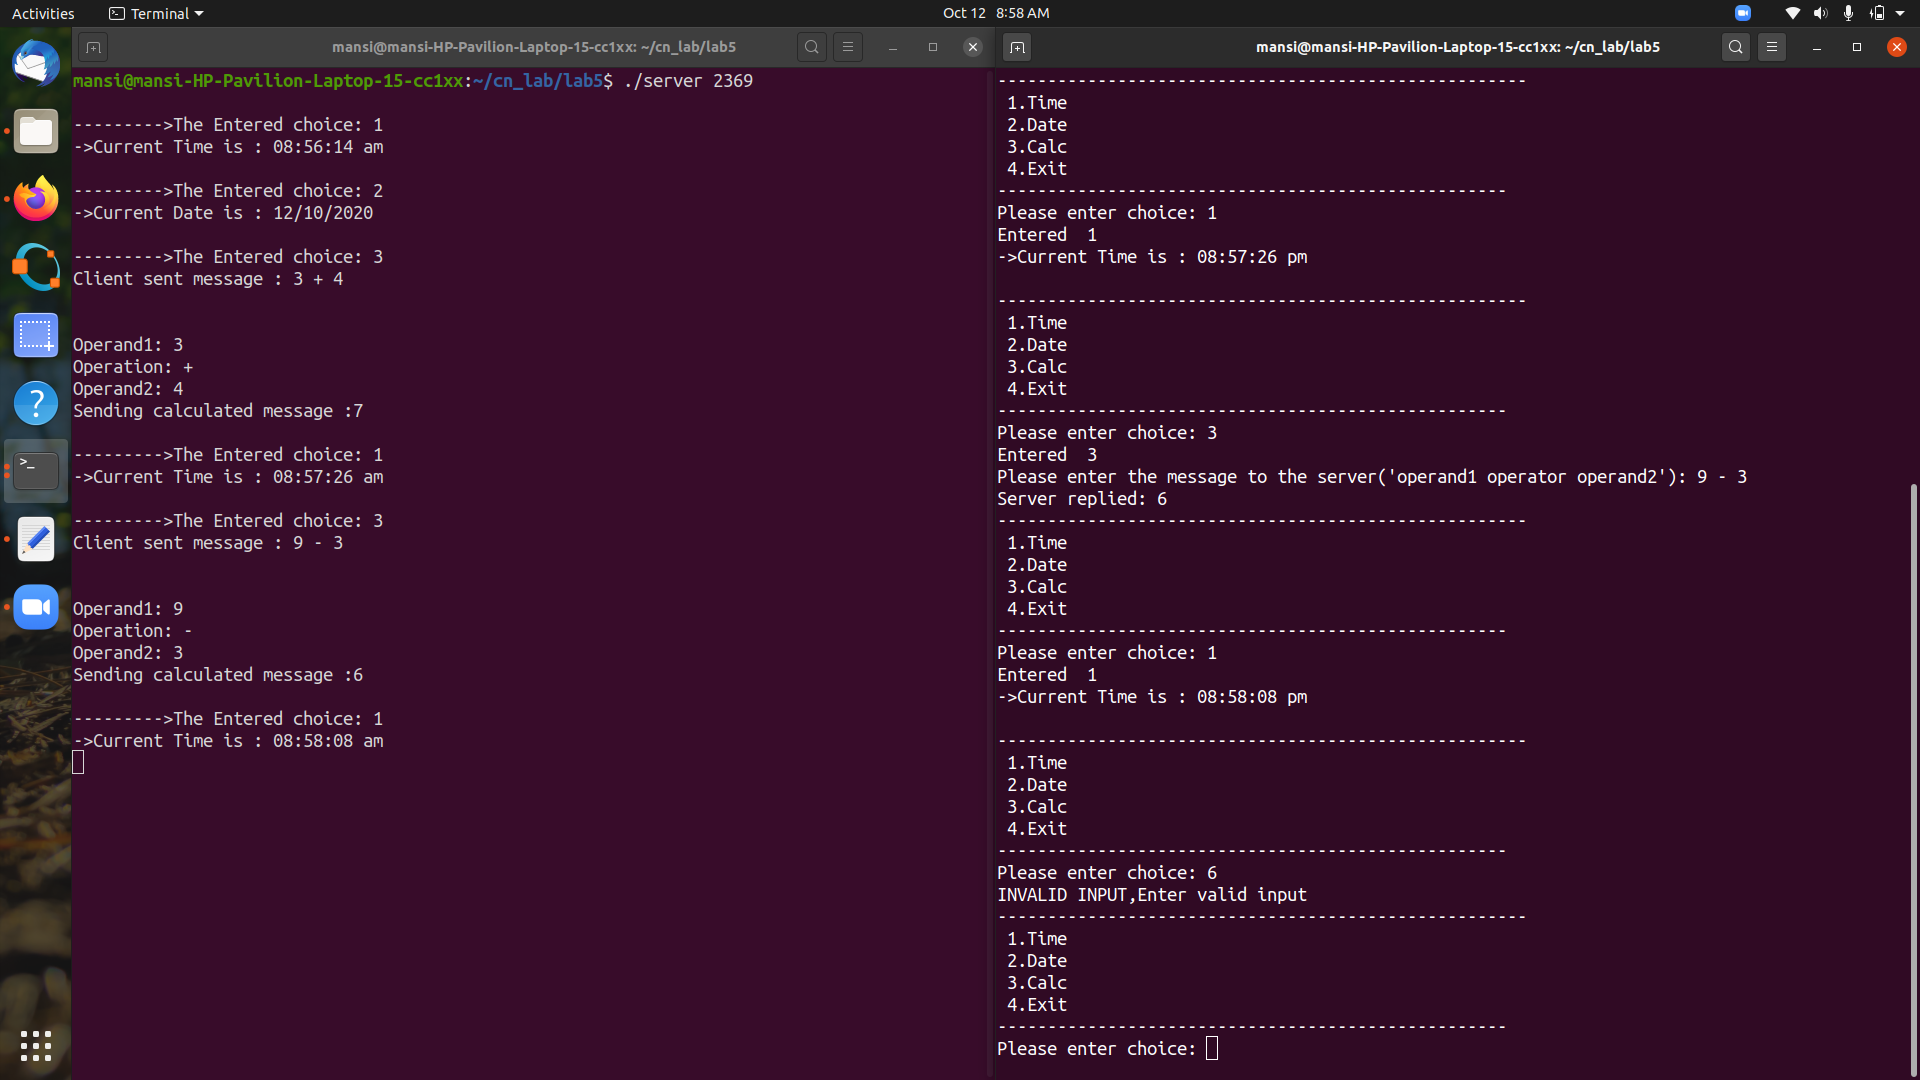 Activities
Terminal
Oct 12 8:58 AM
mansi@mansi-HP-Pavilion-Laptop-15-cc1xx: ~/cn_lab/lab5
mansi@mansi-HP-Pavilion-Laptop-15-cc1xx:~/cn_lab/lab5$ ./server 2369
--------->The Entered choice: 1
->Current Time is : 08:56:14 am
--------->The Entered choice: 2
->Current Date is : 12/10/2020
--------->The Entered choice: 3
Client sent message : 3 + 4
Operand1: 3
Operation: +
Operand2: 4
Sending calculated message :7
--------->The Entered choice: 1
->Current Time is : 08:57:26 am
--------->The Entered choice: 3
Client sent message : 9 - 3
Operand1: 9
Operation: -
Operand2: 3
Sending calculated message :6
--------->The Entered choice: 1
->Current Time is : 08:58:08 am
mansi@mansi-HP-Pavilion-Laptop-15-cc1xx: ~/cn_lab/lab5
-----------------------------------------------------
1.Time
2.Date
3.Calc
4.Exit
---------------------------------------------------
Please enter choice: 1
Entered  1
->Current Time is : 08:57:26 pm
-----------------------------------------------------
1.Time
2.Date
3.Calc
4.Exit
---------------------------------------------------
Please enter choice: 3
Entered  3
Please enter the message to the server('operand1 operator operand2'): 9 - 3
Server replied: 6
-----------------------------------------------------
1.Time
2.Date
3.Calc
4.Exit
---------------------------------------------------
Please enter choice: 1
Entered  1
->Current Time is : 08:58:08 pm
-----------------------------------------------------
1.Time
2.Date
3.Calc
4.Exit
---------------------------------------------------
Please enter choice: 6
INVALID INPUT,Enter valid input
-----------------------------------------------------
1.Time
2.Date
3.Calc
4.Exit
---------------------------------------------------
Please enter choice: